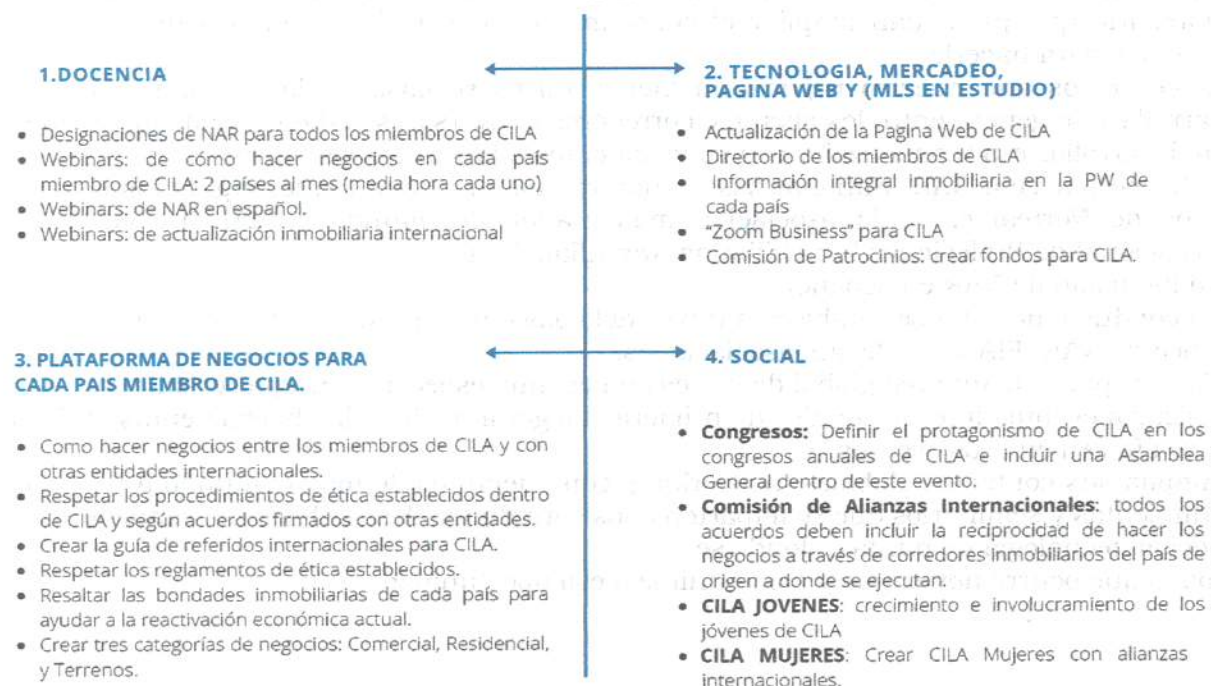 1.DOCENCIA
• Designaciones de NAR para todos los miembros de CILA
• Webinars: de cómo hacer negocios en cada país
miembro de CILA: 2 países al mes (media hora cada uno)
• Webinars: de NAR en español.
• Webinars: de actualización inmobiliaria internacional
2. TECNOLOGIA, MERCADEO,
PAGINA WEB Y (MLS EN ESTUDIO)
• Actualización de la Pagina Web de CILA
• Directorio de los miembros de CILA
• Información integral Inmobiliaria en la PW de
cada país
• “Zoom Business” para CILA
• Comisión de Patrocinios: crear fondos para CILA.
3. PLATAFORMA DE NEGOCIOS PARA
CADA PAIS MIEMBRO DE CILA.
• Como hacer negocios entre los miembros de CILA y con
otras entidades internacionales.
• Respetar los procedimientos de ética establecidos dentro
de CILA y según acuerdos firmados con otras entidades.
• Crear la guía de referidos internacionales para CILA.
• Respetar los reglamentos de ética establecidos.
• Resaltar las bondades inmobiliarias de cada país para
ayudar a la reactivación económica actual.
• Crear tres categorías de negocios: Comercial, Residencial,
y Terrenos.
4. SOCIAL
• Congresos: Definir el protagonismo de CILA en los
congresos anuales de CILA e incluir una Asamblea
General dentro de este evento.
• Comisión de Alianzas Internacionales: todos los
acuerdos deben incluir la reciprocidad de hacer los
negocios a través de corredores inmobiliarios del país de
origen a donde se ejecutan.
• CILA JOVENES: crecimiento e involucramiento de los
jóvenes de CILA
• CILA MUJERES: Crear CILA Mujeres con alianzas
internacionales.